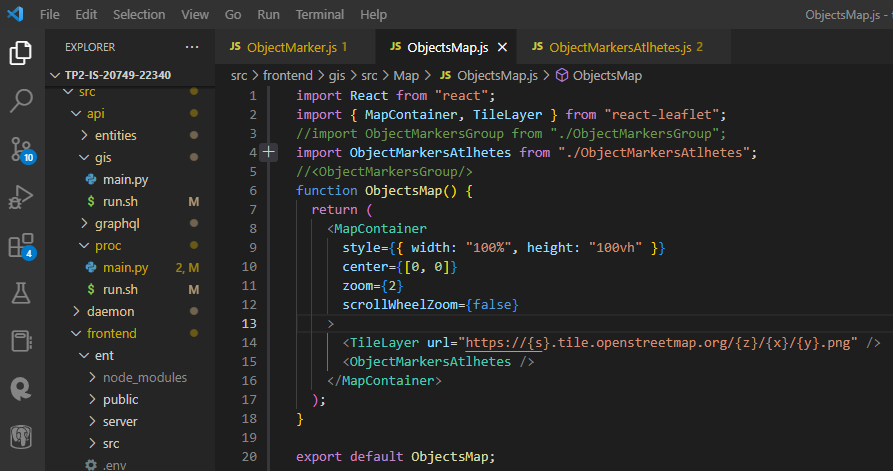 File Edit Selection View Go Run Terminal Help ObjectsMap.js -
EXPLORER ...
JS ObjectMarker.js 1 JS ObjectsMap.js JS ObjectMarkersAtlhetes.js 2
TP2-IS-20749-22340
src > frontend > gis > src > Map > JS ObjectsMap.js > ObjectsMap
src
api
entities
gis
main.py
$ run.sh M
graphql
proc
main.py 2, M
$ run.sh M
daemon
frontend
ent
node_modules
public
server
src
.env
10
4
1 import React from "react";
2 import { MapContainer, TileLayer } from "react-leaflet";
3 //import ObjectMarkersGroup from "./ObjectMarkersGroup";
4 import ObjectMarkersAtlhetes from "./ObjectMarkersAtlhetes";
5 //<ObjectMarkersGroup/>
6 function ObjectsMap() {
7 return (
8 <MapContainer
9 style={{ width: "100%", height: "100vh" }}
10 center={[0, 0]}
11 zoom={2}
12 scrollWheelZoom={false}
13 >
14 <TileLayer url="https://{s}.tile.openstreetmap.org/{z}/{x}/{y}.png" />
15 <ObjectMarkersAtlhetes />
16 </MapContainer>
17 );
18 }
19
20 export default ObjectsMap;